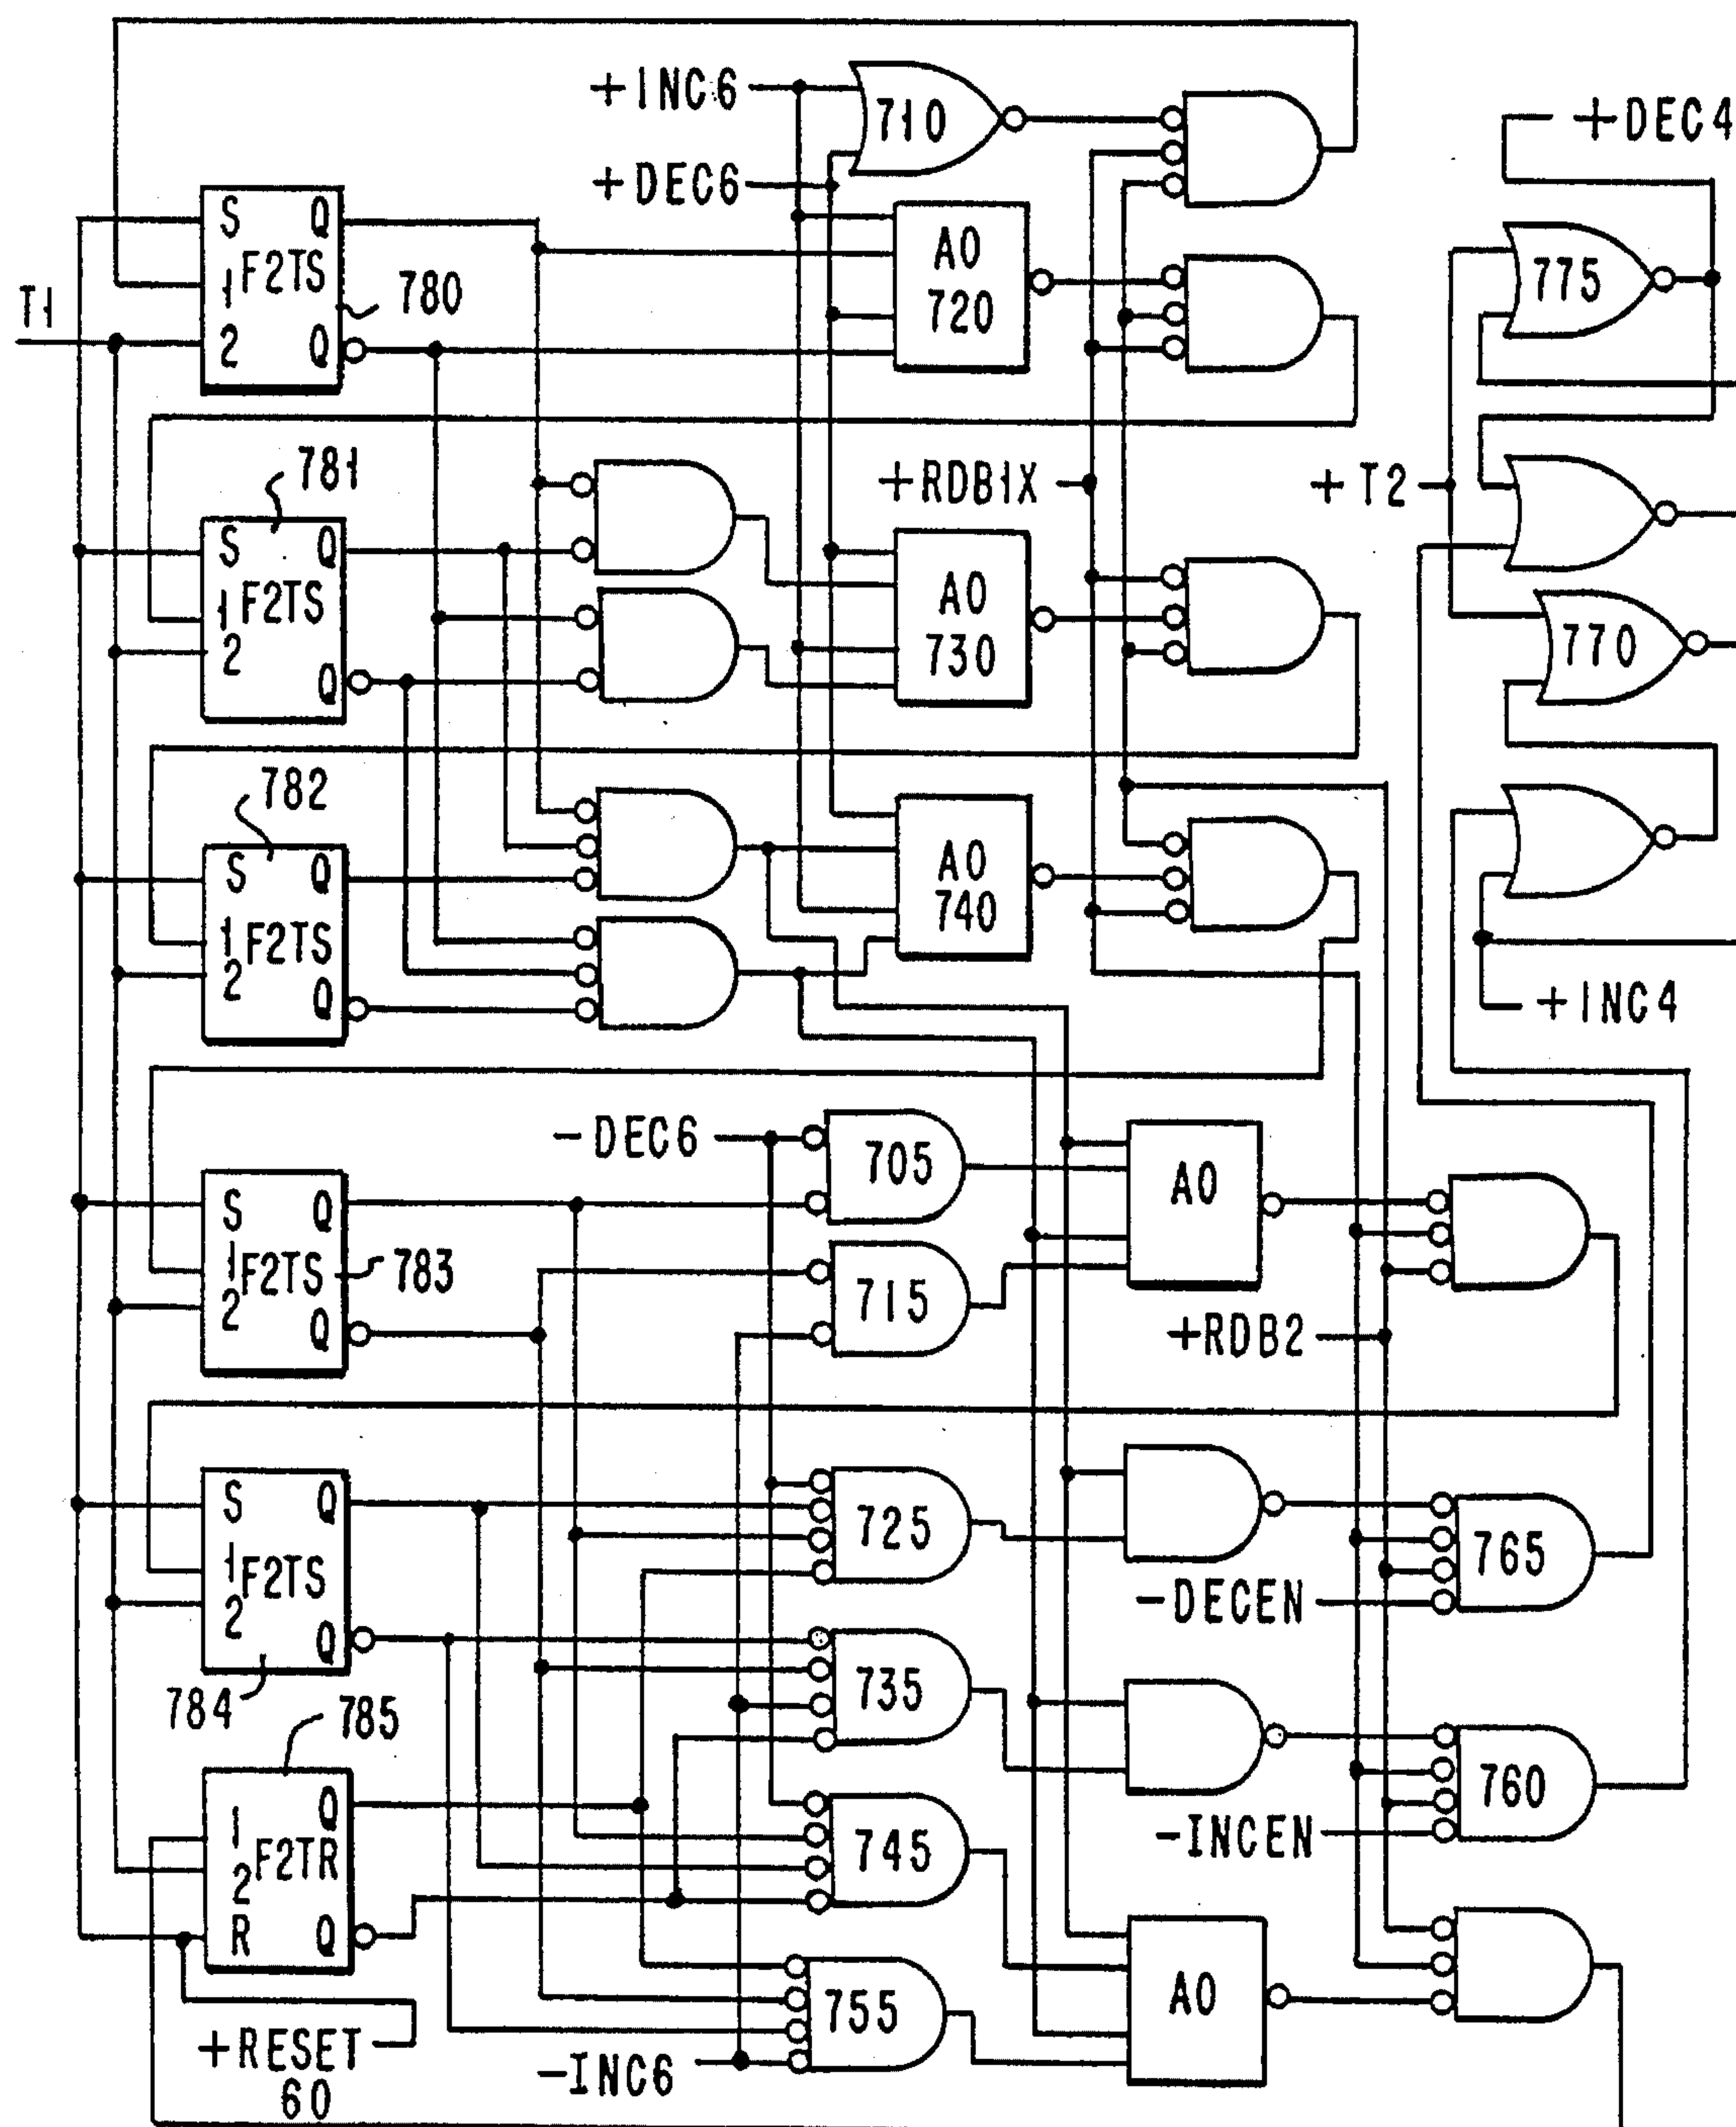 +INC6
710
+DEC4
+DEC6
S Q
F2TS
1
2 Q
780
T1
AO
720
775
781
+RDB1X
+T2
S Q
F2TS
1
2
Q
AO
730
770
782
S Q
F2TS
1
2
Q
AO
740
+INC4
-DEC6
705
AO
S Q
F2TS
1
2
Q
783
715
+RDB2
S Q
F2TS
1
2
Q
784
725
765
-DECEN
735
785
1 Q
F2TR
2
R Q
760
-INCEN
745
AO
755
+RESET
60
-INC6